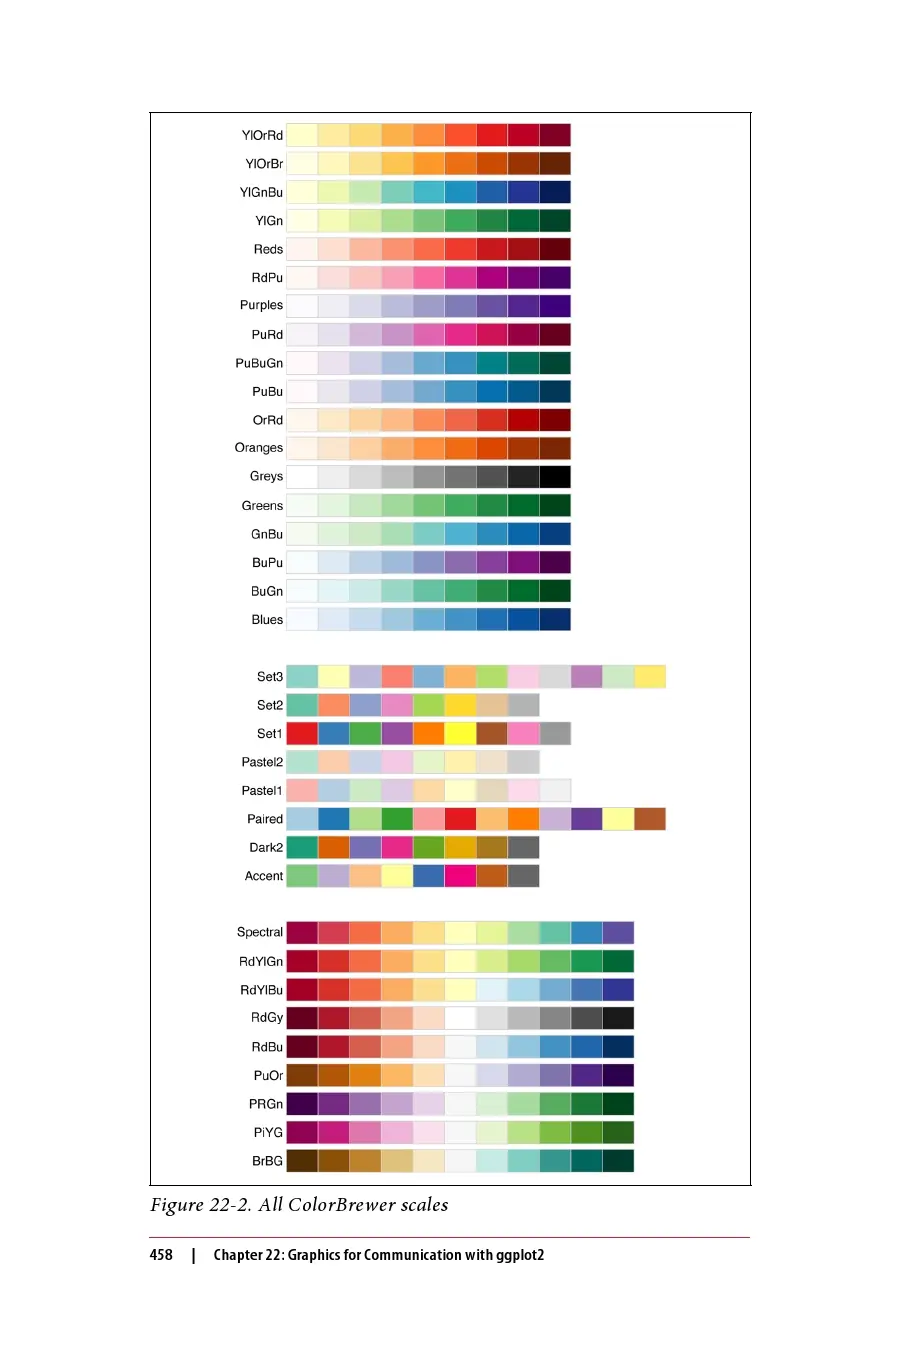 YlOrRd
YlOrBr
YlGnBu
YlGn
Reds
RdPu
Purples
PuRd
PuBuGn
PuBu
OrRd
Oranges
Greys
Greens
GnBu
BuPu
BuGn
Blues
Set3
Set2
Set1
Pastel2
Pastel1
Paired
Dark2
Accent
Spectral
RdYlGn
RdYlBu
RdGy
RdBu
PuOr
PRGn
PiYG
BrBG
Figure 22-2. All ColorBrewer scales
458 | Chapter 22: Graphics for Communication with ggplot2